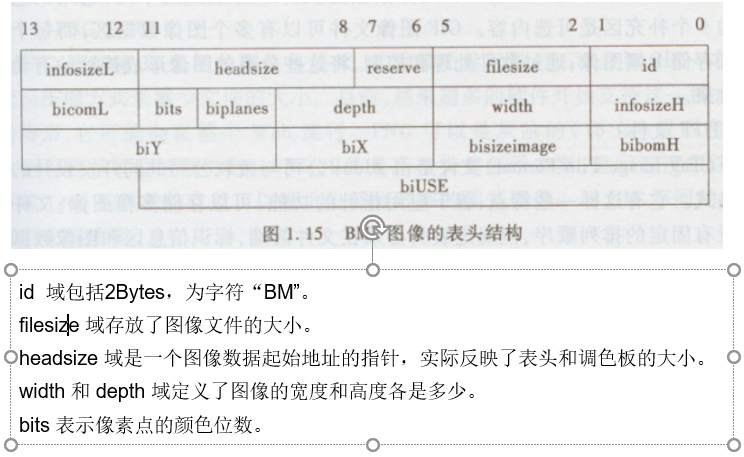 13 12 11 8 7 6 5 2 1 0
infosizeL headsize reserve filesize id
bicomL bits biplanes depth width infosizeH
biY biX bisizeimage bibomH
biUSE
图1.15 BM 图像的表头结构
id 域包括2Bytes，为字符“BM”。
filesize 域存放了图像文件的大小。
headsize 域是一个图像数据起始地址的指针，实际反映了表头和调色板的大小。
width 和 depth 域定义了图像的宽度和高度各是多少。
bits 表示像素点的颜色位数。